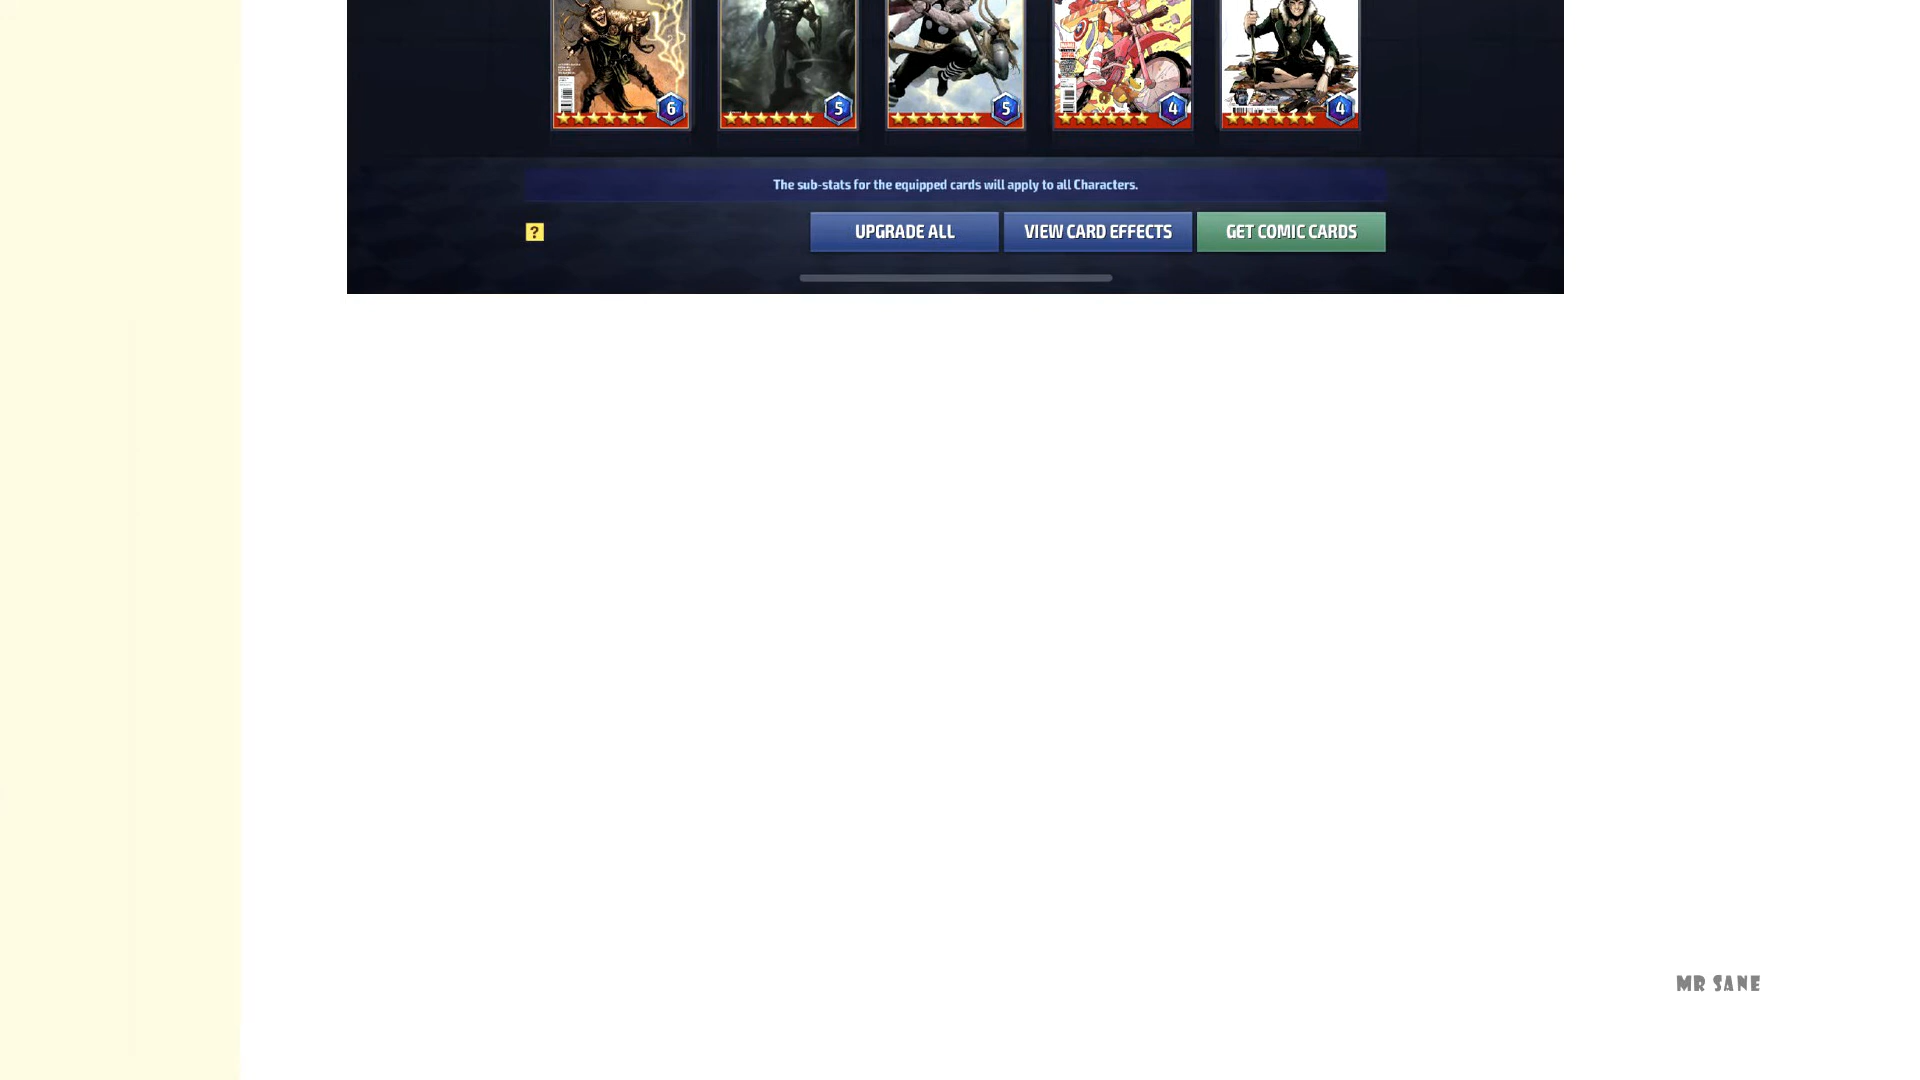 6
5
5
4
4
The sub-stats for the equipped cards will apply to all Characters.
?
UPGRADE ALL
VIEW CARD EFFECTS
GET COMIC CARDS
MR SANE